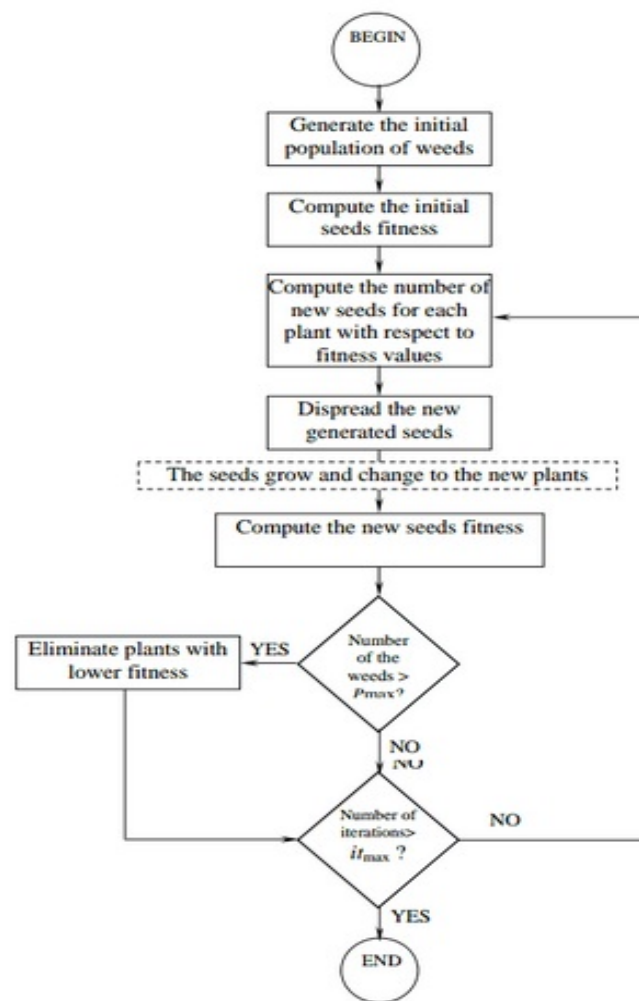 BEGIN
Generate the initial
population of weeds
Compute the initial
seeds fitness
Compute the number of
new seeds for each
plant with respect to
fitness values
Dispread the new
generated seeds
The seeds grow and change to the new plants
Compute the new seeds fitness
Number
of the
weeds >
Pmax?
YES
Eliminate plants with
lower fitness
NO
NO
Number of
iterations>
itmax ?
NO
YES
END